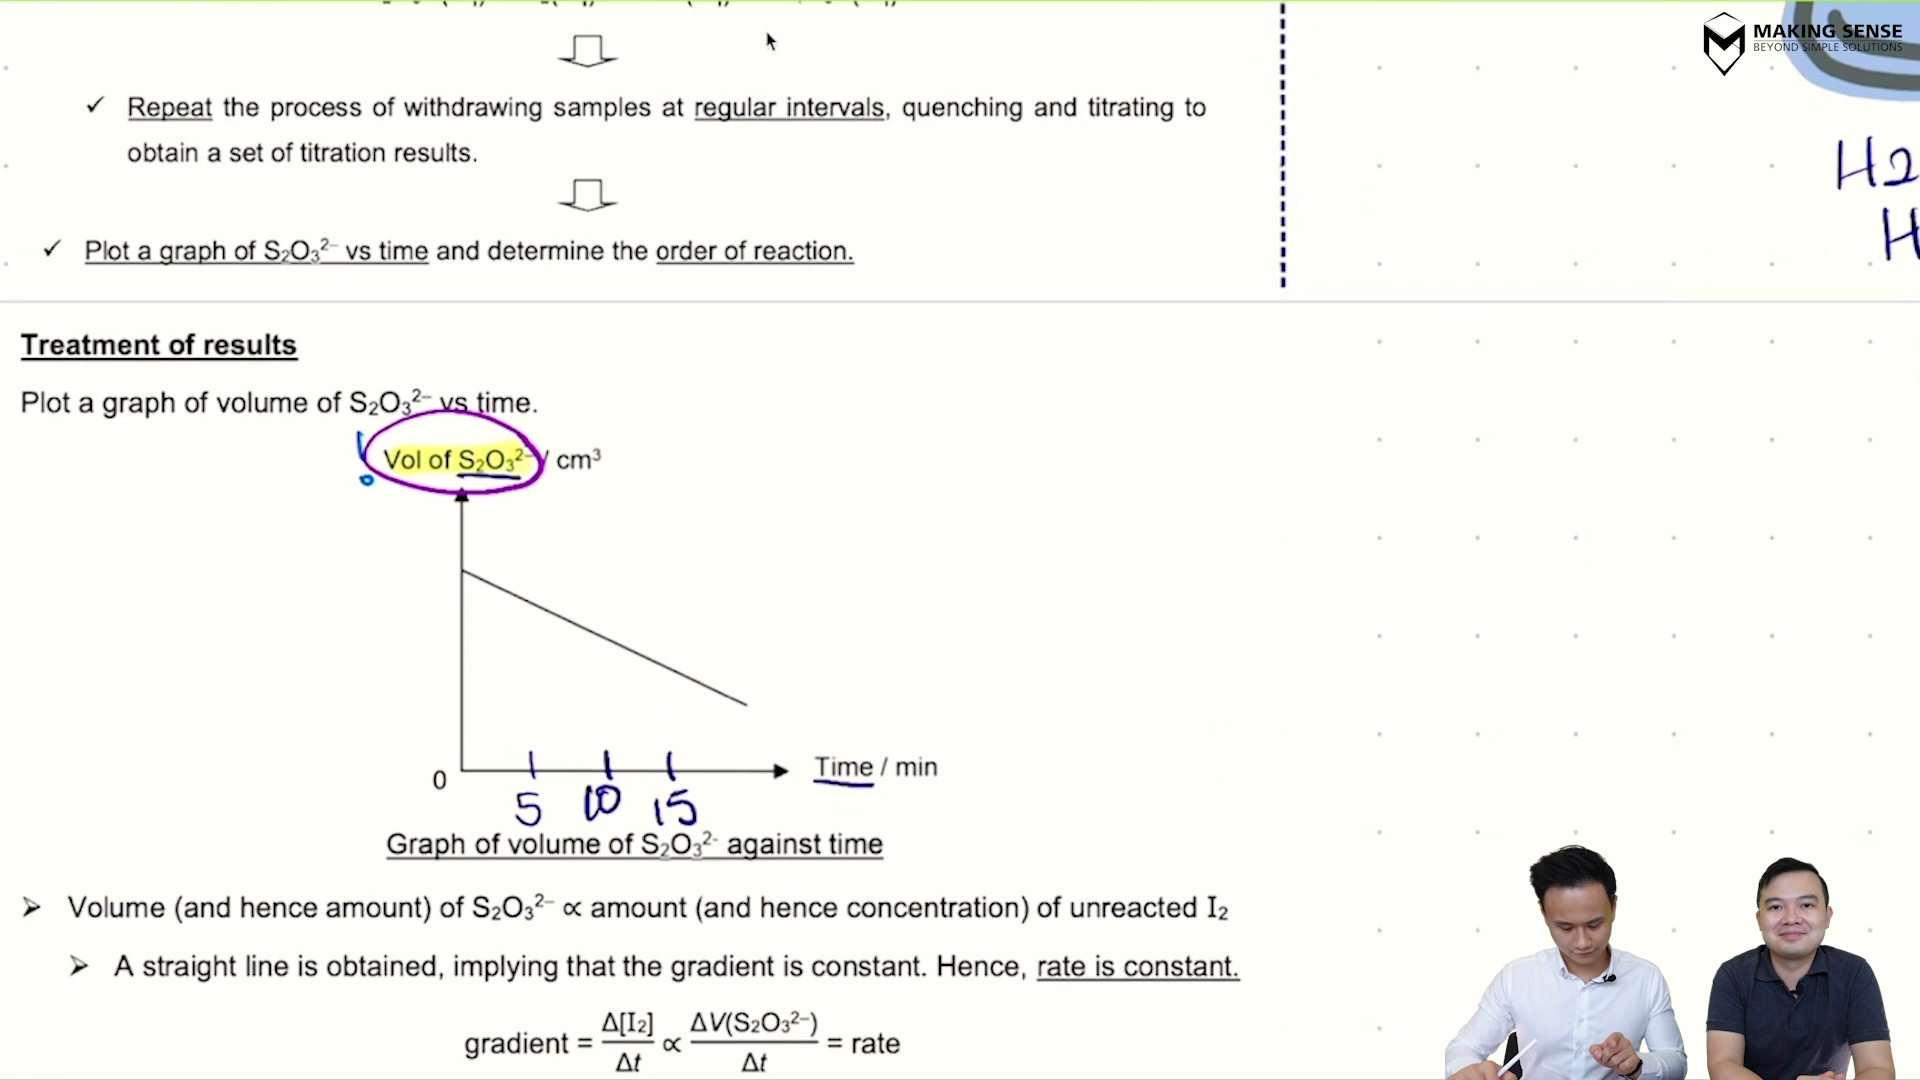 MAKING SENSE
BEYOND SIMPLE SOLUTIONS
✓ Repeat the process of withdrawing samples at regular intervals, quenching and titrating to
obtain a set of titration results.
✓ Plot a graph of S₂O₃²⁻ vs time and determine the order of reaction.
H2
H
Treatment of results
Plot a graph of volume of S₂O₃²⁻ vs time.
Vol of S₂O₃²⁻ / cm³
0
Time / min
5 10 15
Graph of volume of S₂O₃²⁻ against time
➢ Volume (and hence amount) of S₂O₃²⁻ ∝ amount (and hence concentration) of unreacted I₂
➢ A straight line is obtained, implying that the gradient is constant. Hence, rate is constant.
gradient = Δ[I₂]/Δt ∝ ΔV(S₂O₃²⁻)/Δt = rate